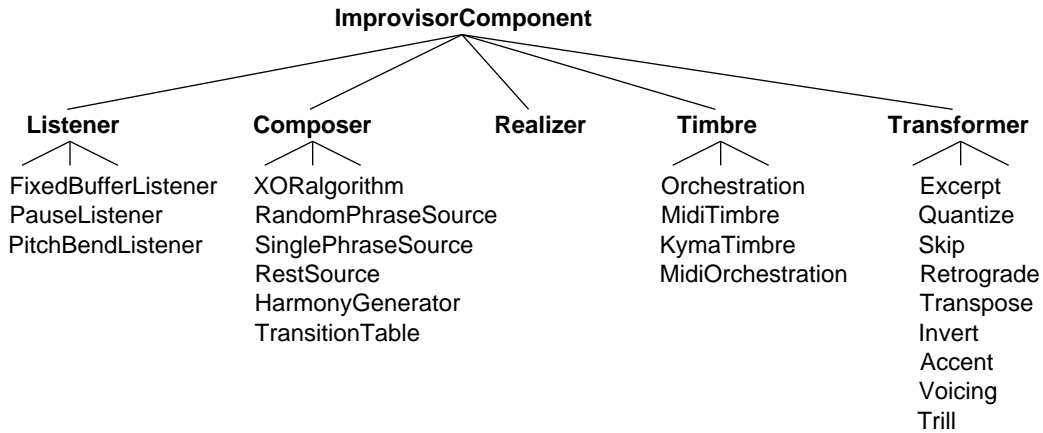 ImprovisorComponent
Listener
Composer
Realizer
Timbre
Transformer
FixedBufferListener
PauseListener
PitchBendListener
XORalgorithm
RandomPhraseSource
SinglePhraseSource
RestSource
HarmonyGenerator
TransitionTable
Orchestration
MidiTimbre
KymaTimbre
MidiOrchestration
Excerpt
Quantize
Skip
Retrograde
Transpose
Invert
Accent
Voicing
Trill